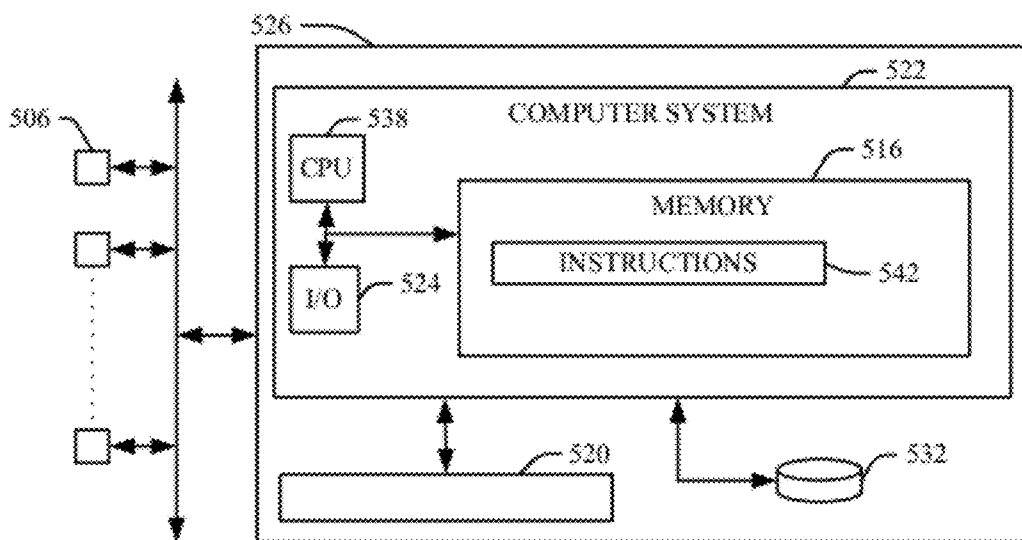 526
522
506
538
COMPUTER SYSTEM
516
CPU
MEMORY
INSTRUCTIONS
542
I/O
524
520
532